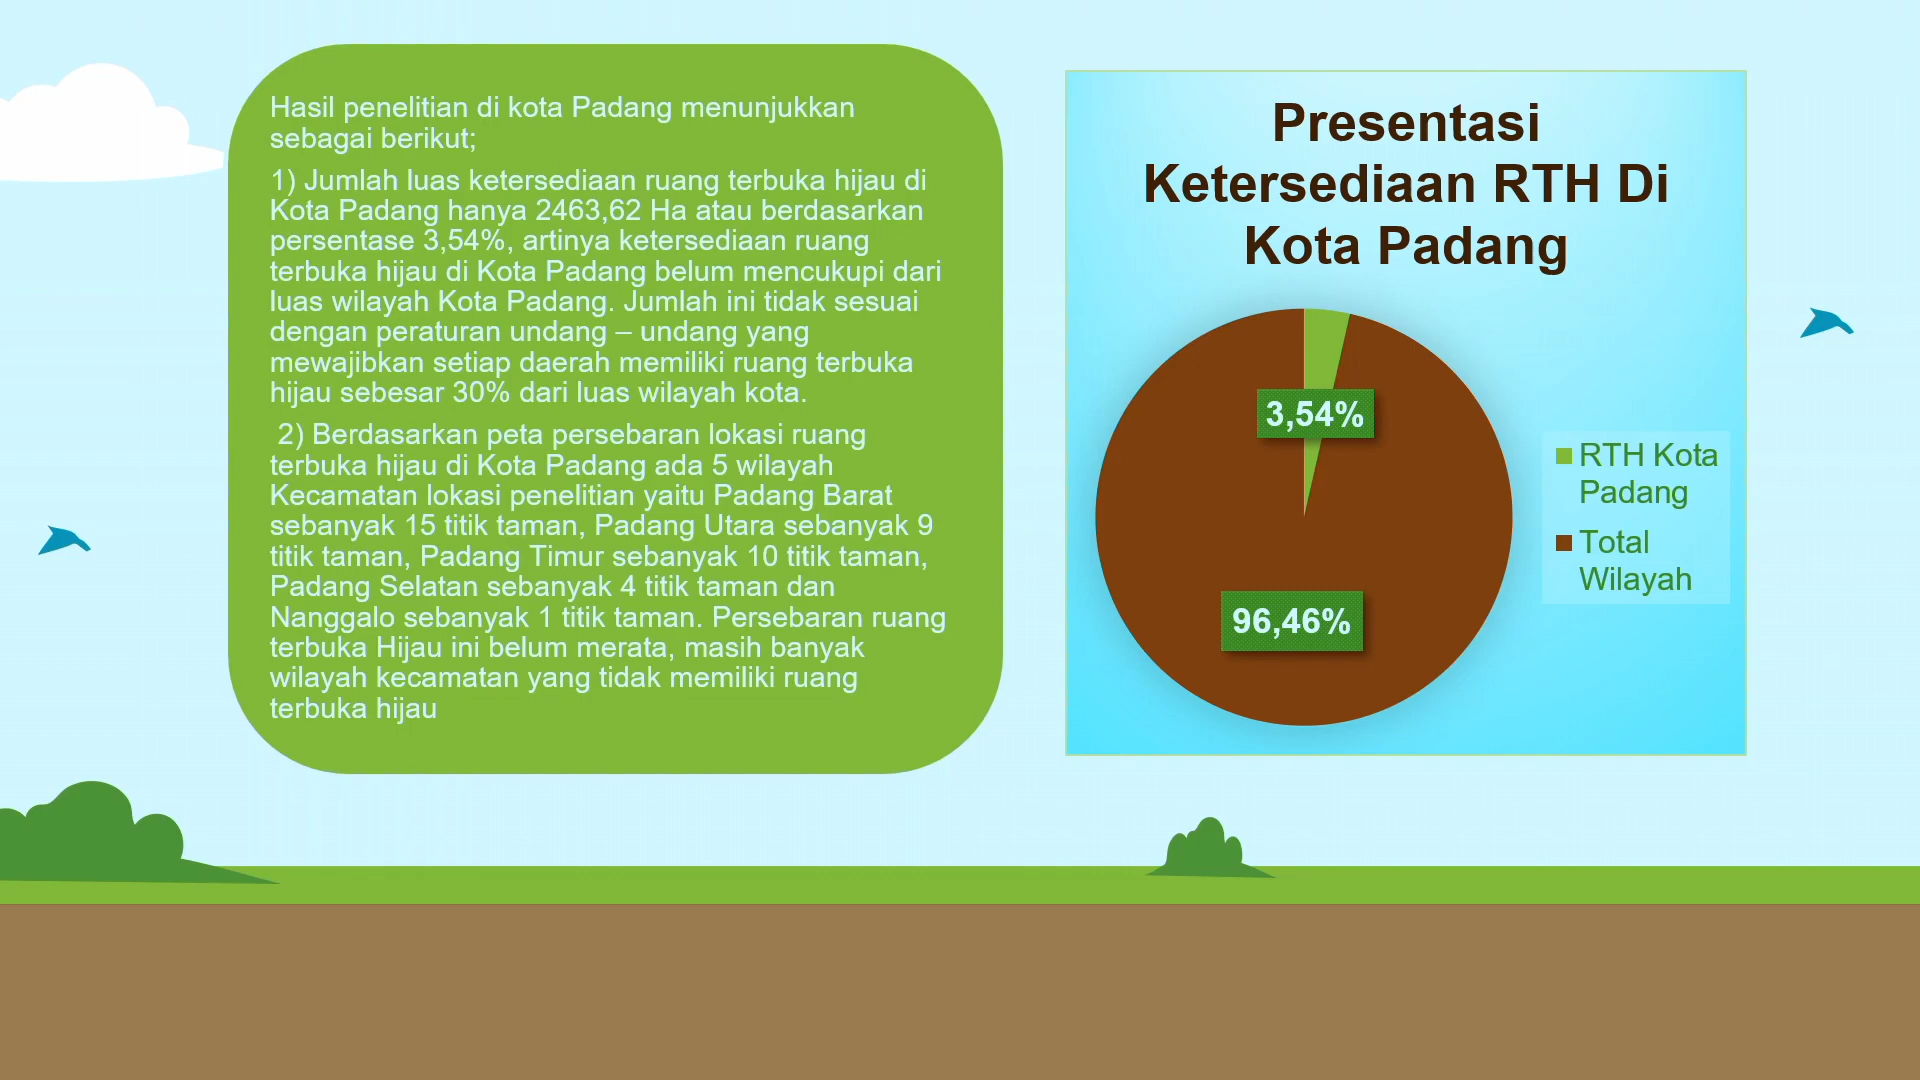 Hasil penelitian di kota Padang menunjukkan
sebagai berikut;
1) Jumlah luas ketersediaan ruang terbuka hijau di
Kota Padang hanya 2463,62 Ha atau berdasarkan
persentase 3,54%, artinya ketersediaan ruang
terbuka hijau di Kota Padang belum mencukupi dari
luas wilayah Kota Padang. Jumlah ini tidak sesuai
dengan peraturan undang – undang yang
mewajibkan setiap daerah memiliki ruang terbuka
hijau sebesar 30% dari luas wilayah kota.
2) Berdasarkan peta persebaran lokasi ruang
terbuka hijau di Kota Padang ada 5 wilayah
Kecamatan lokasi penelitian yaitu Padang Barat
sebanyak 15 titik taman, Padang Utara sebanyak 9
titik taman, Padang Timur sebanyak 10 titik taman,
Padang Selatan sebanyak 4 titik taman dan
Nanggalo sebanyak 1 titik taman. Persebaran ruang
terbuka Hijau ini belum merata, masih banyak
wilayah kecamatan yang tidak memiliki ruang
terbuka hijau
Presentasi
Ketersediaan RTH Di
Kota Padang
3,54%
96,46%
RTH Kota
Padang
Total
Wilayah